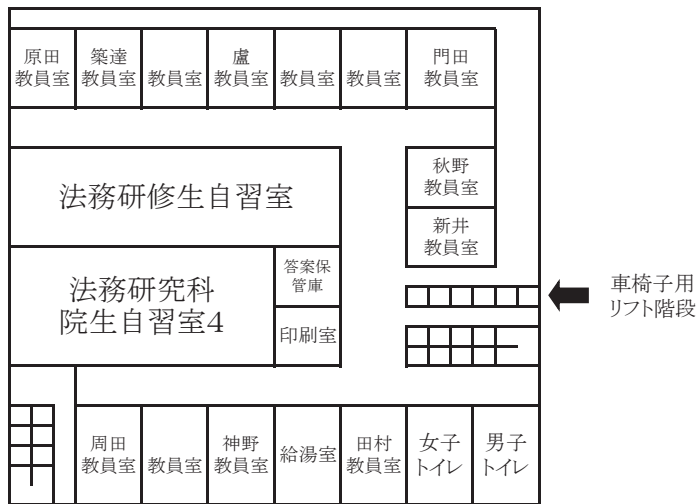 原田
教員室
築達
教員室
教員室
盧
教員室
教員室
教員室
門田
教員室
法務研修生自習室
秋野
教員室
新井
教員室
法務研究科
院生自習室4
答案保
管庫
印刷室
車椅子用
リフト階段
周田
教員室
教員室
神野
教員室
給湯室
田村
教員室
女子
トイレ
男子
トイレ